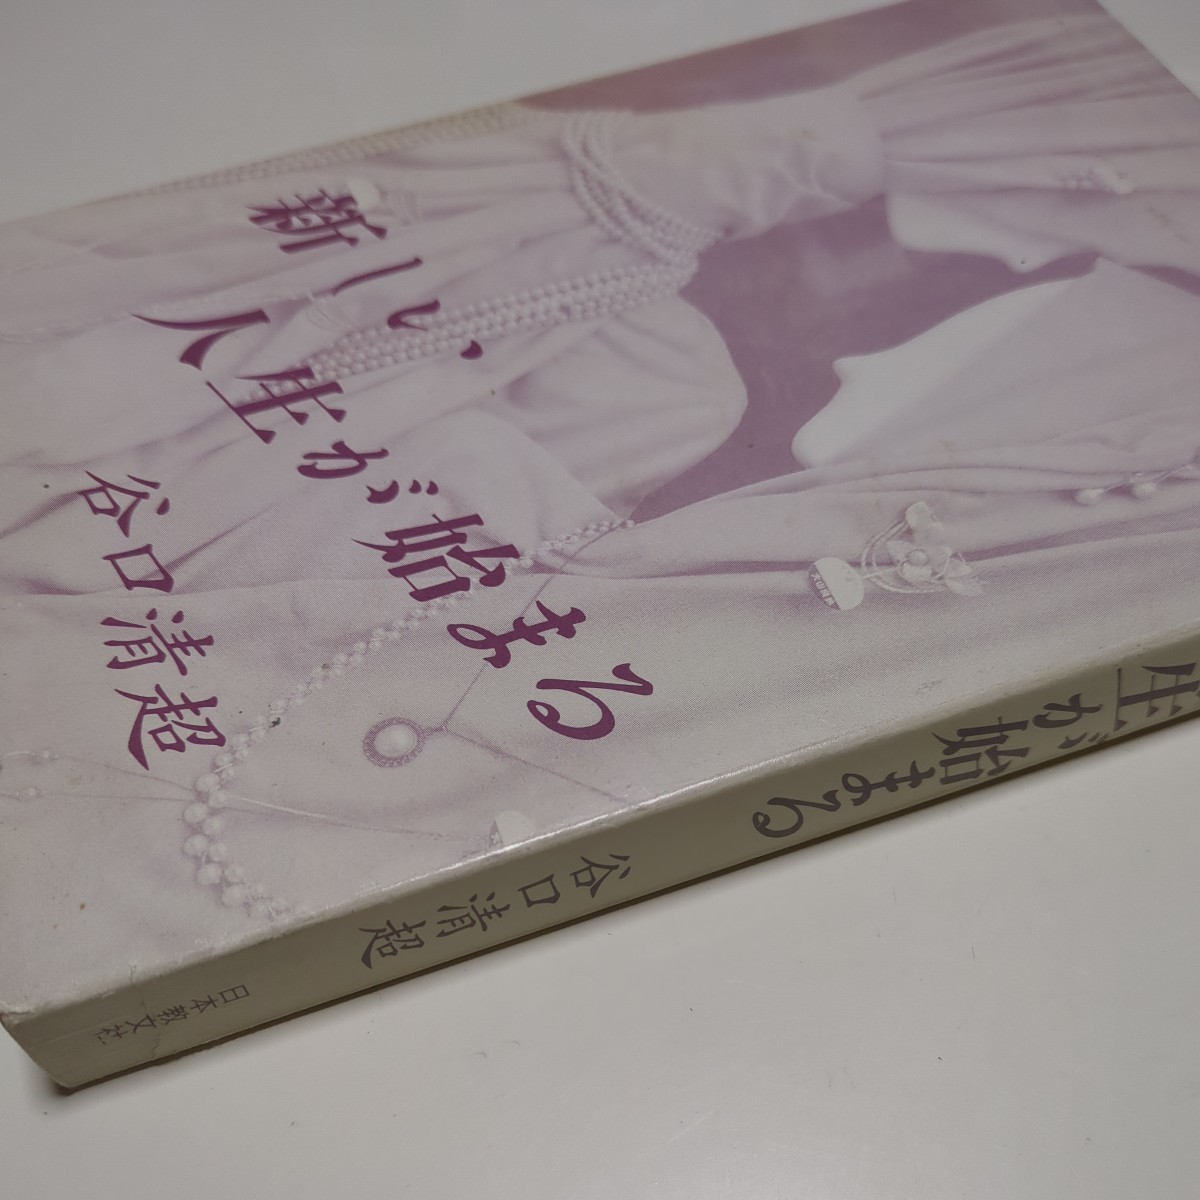 新しい
人生が始まる
谷口清超
生が始まる
谷口清超
日本教文社